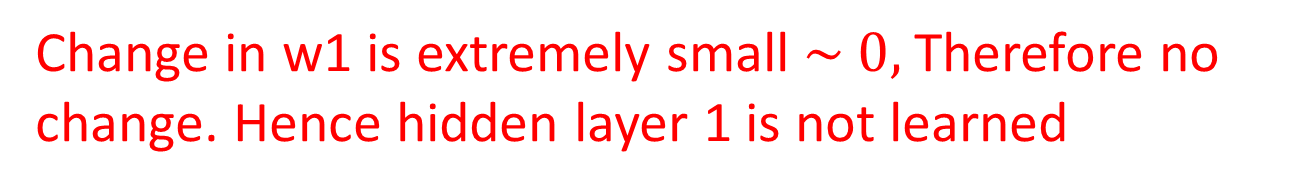 Change in w1 is extremely small ~ 0, Therefore no
change. Hence hidden layer 1 is not learned